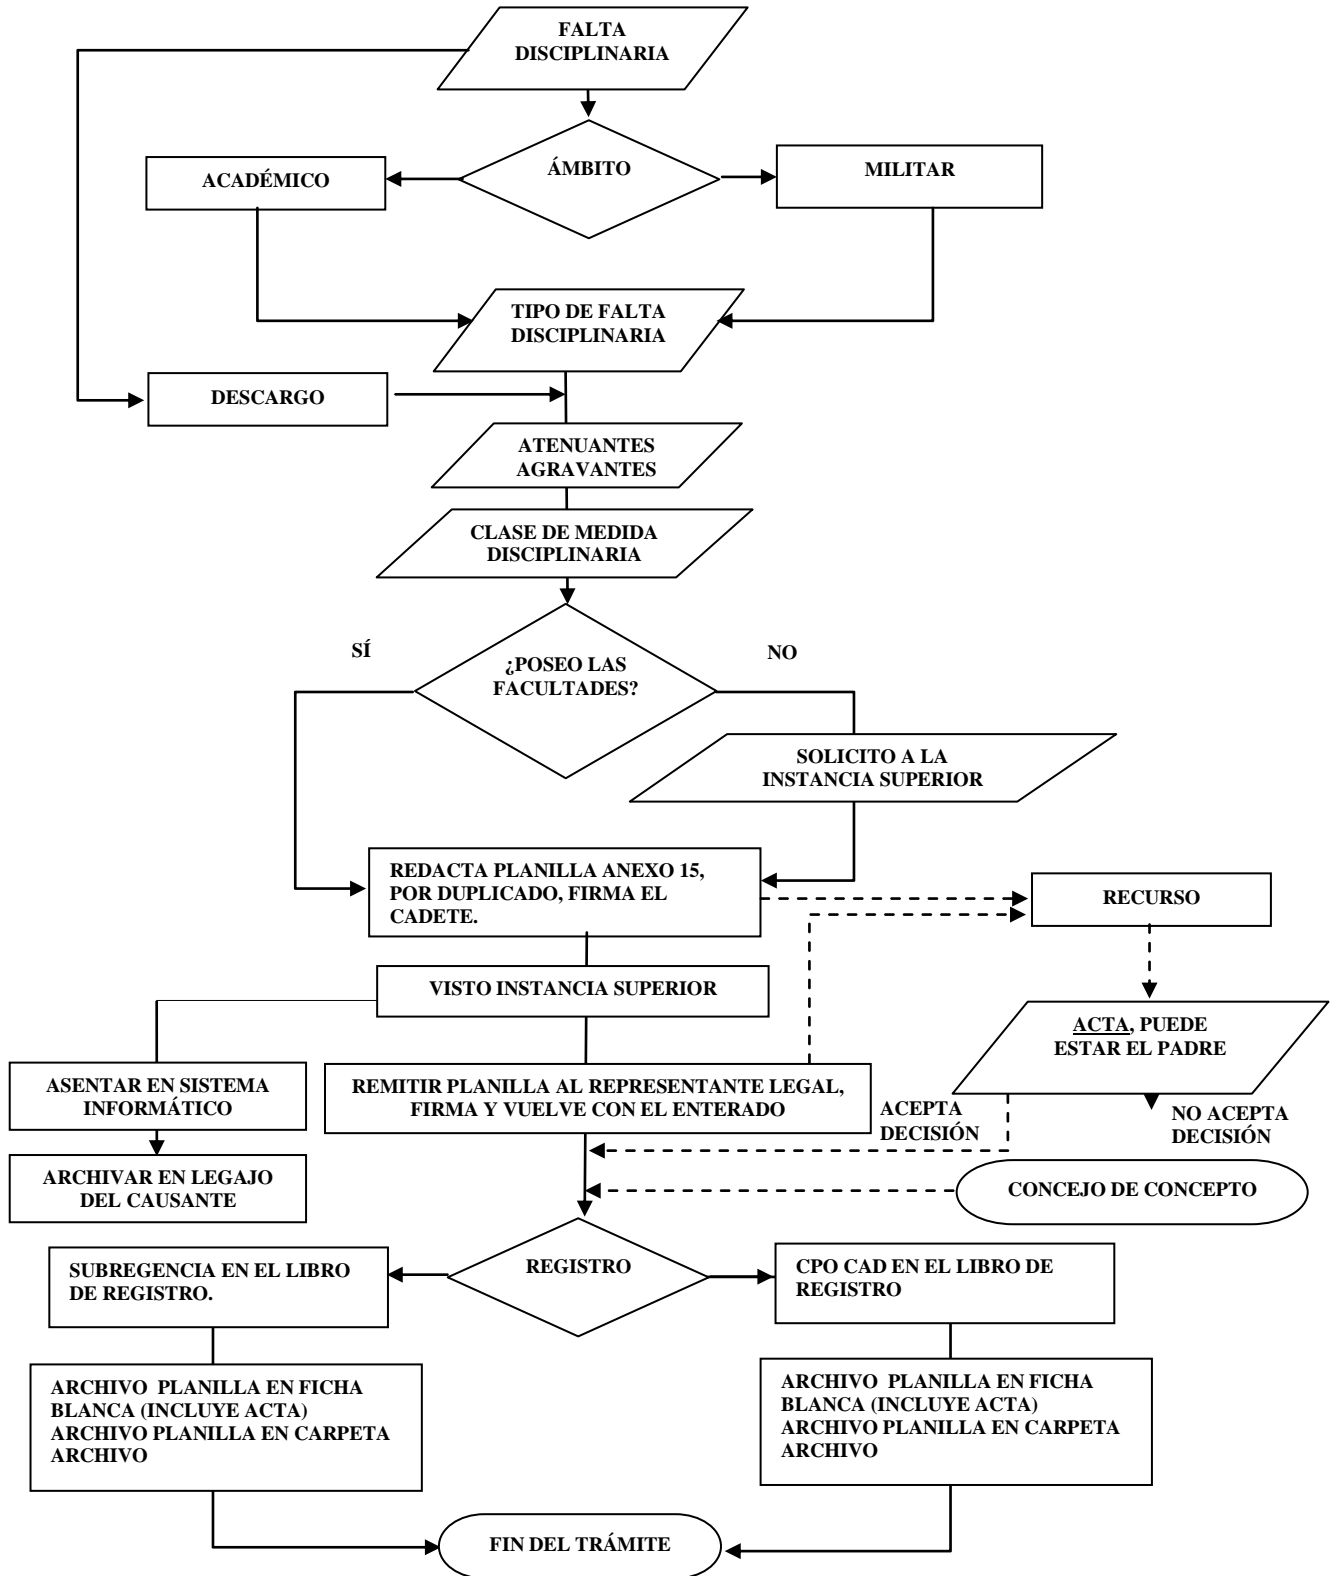 FALTA
DISCIPLINARIA
ÁMBITO
ACADÉMICO
MILITAR
TIPO DE FALTA
DISCIPLINARIA
DESCARGO
ATENUANTES
AGRAVANTES
CLASE DE MEDIDA
DISCIPLINARIA
SÍ
¿POSEO LAS
FACULTADES?
NO
SOLICITO A LA
INSTANCIA SUPERIOR
REDACTA PLANILLA ANEXO 15,
POR DUPLICADO, FIRMA EL
CADETE.
RECURSO
VISTO INSTANCIA SUPERIOR
ACTA, PUEDE
ESTAR EL PADRE
ASENTAR EN SISTEMA
INFORMÁTICO
REMITIR PLANILLA AL REPRESENTANTE LEGAL,
FIRMA Y VUELVE CON EL ENTERADO
ACEPTA
DECISIÓN
NO ACEPTA
DECISIÓN
ARCHIVAR EN LEGAJO
DEL CAUSANTE
CONCEJO DE CONCEPTO
REGISTRO
SUBREGENCIA EN EL LIBRO
DE REGISTRO.
CPO CAD EN EL LIBRO DE
REGISTRO
ARCHIVO PLANILLA EN FICHA
BLANCA (INCLUYE ACTA)
ARCHIVO PLANILLA EN CARPETA
ARCHIVO
ARCHIVO PLANILLA EN FICHA
BLANCA (INCLUYE ACTA)
ARCHIVO PLANILLA EN CARPETA
ARCHIVO
FIN DEL TRÁMITE